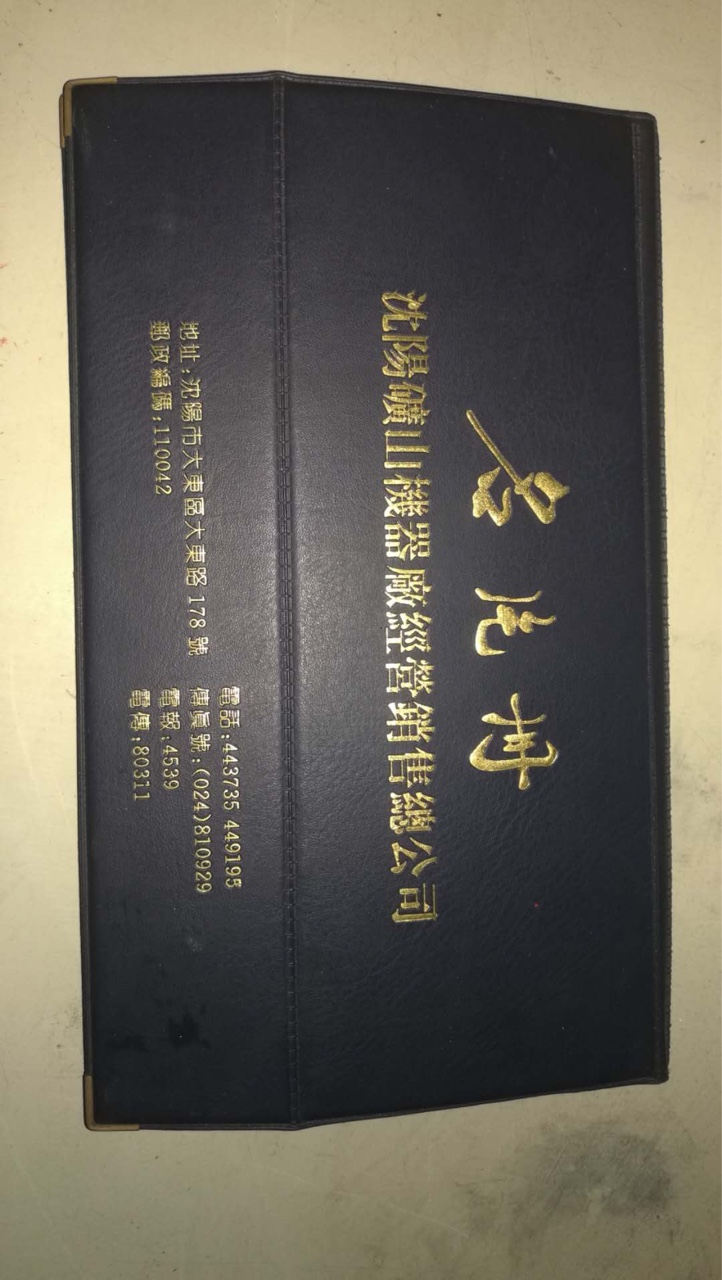 名片册
沈陽礦山機器廠經營銷售總公司
電話:443735 449195
地址:沈陽市大東區大東路178號
傳眞號:(024)810929
郵政編碼:110042
電報:4539
電傳:80311